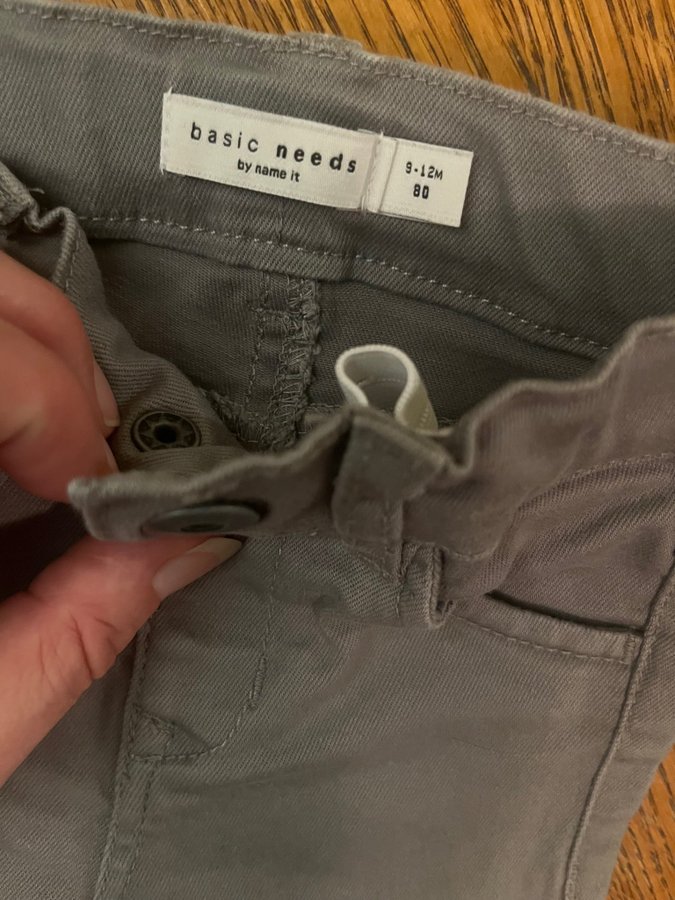 basic needs
by name it
9-12M
80